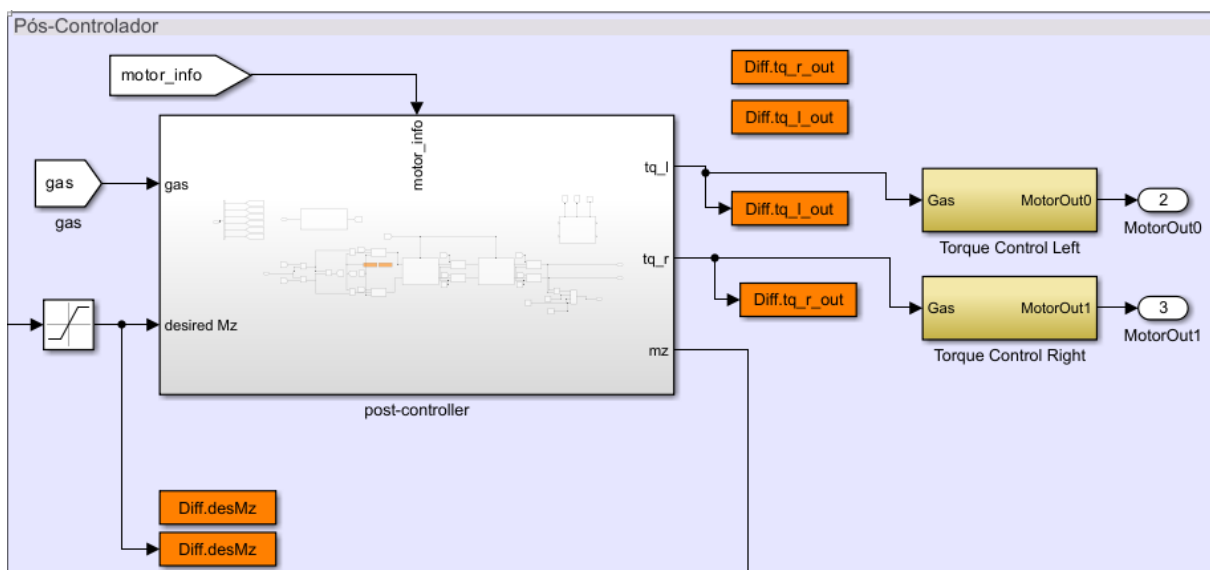 Pós-Controlador
motor_info
Diff.tq_r_out
Diff.tq_l_out
motor_info
gas
gas
gas
tq_l
Diff.tq_l_out
Gas
MotorOut0
2
MotorOut0
Torque Control Left
tq_r
Diff.tq_r_out
Gas
MotorOut1
3
MotorOut1
Torque Control Right
desired Mz
mz
post-controller
Diff.desMz
Diff.desMz